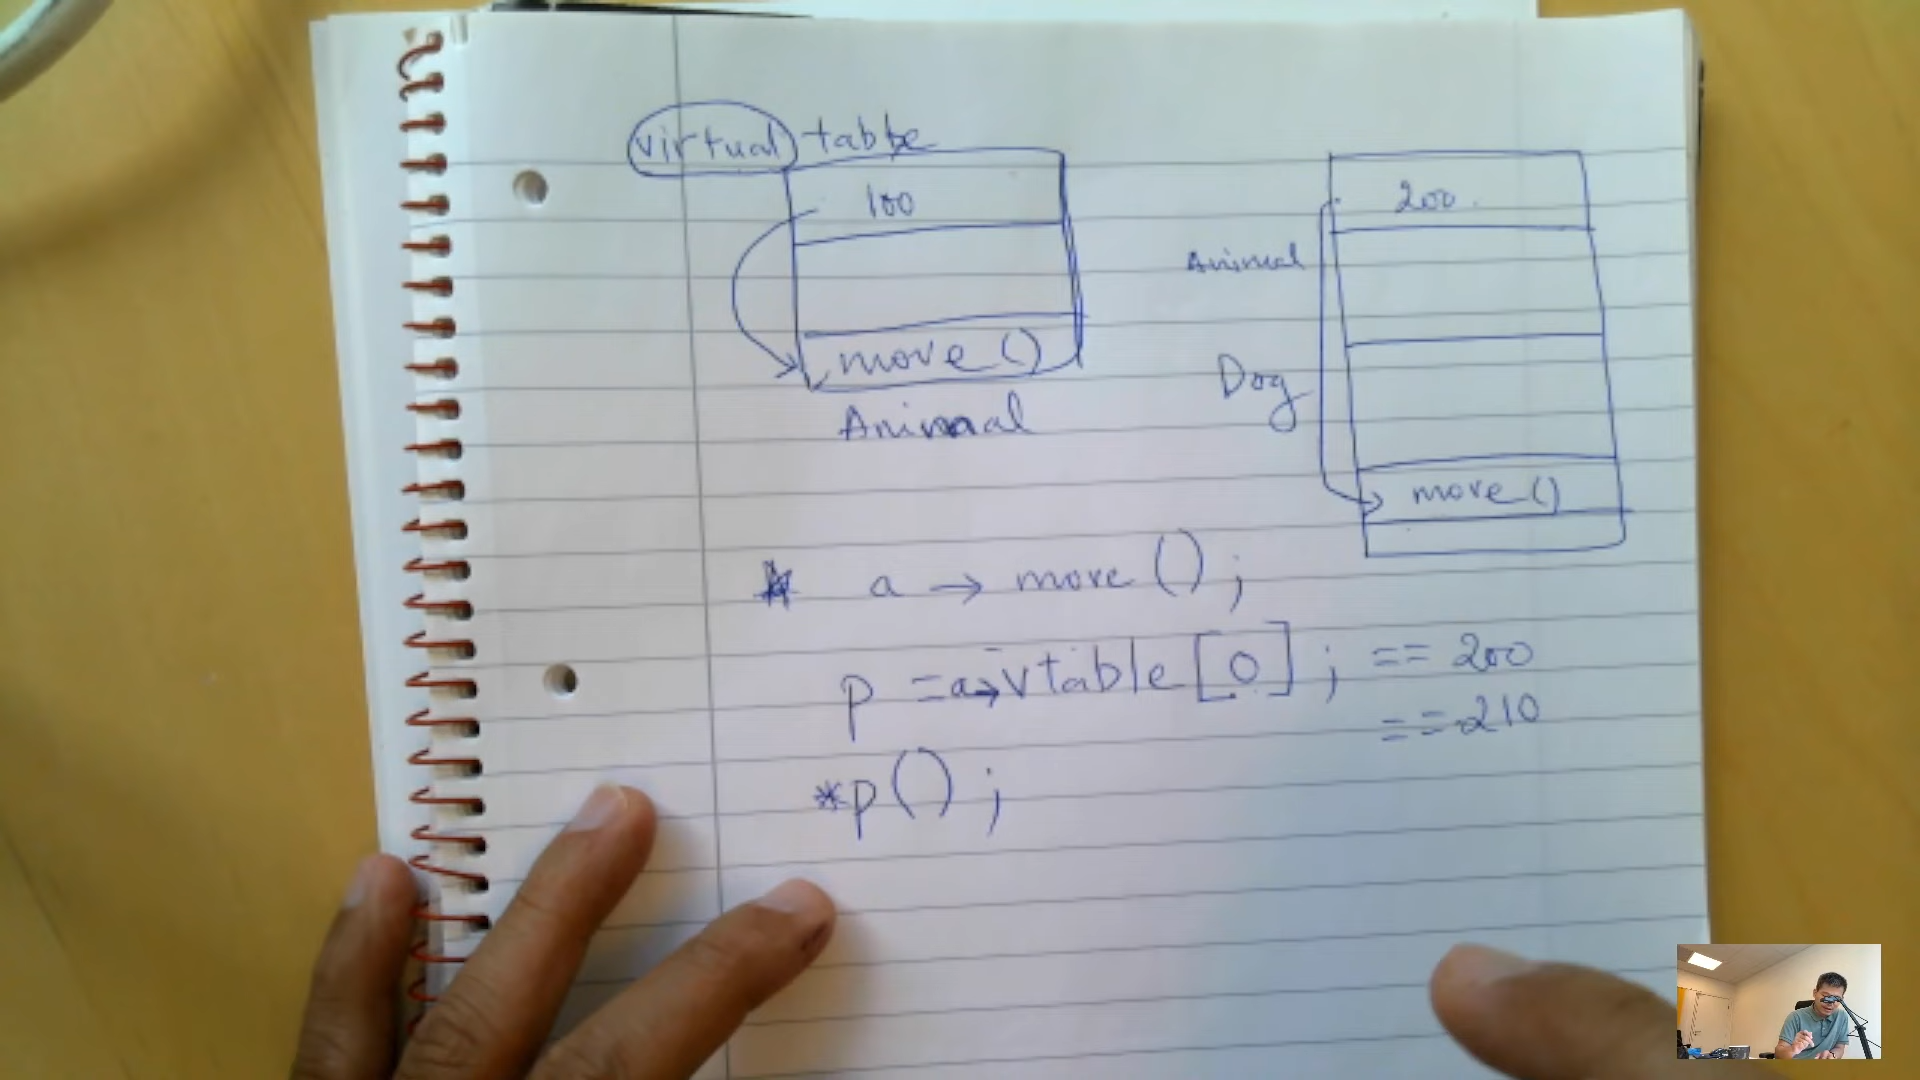 virtual table
100
move()
Animal
200
Animal
Dog
move()
* a → move();
p = a→vtable[0]; == 200
== 210
*p();